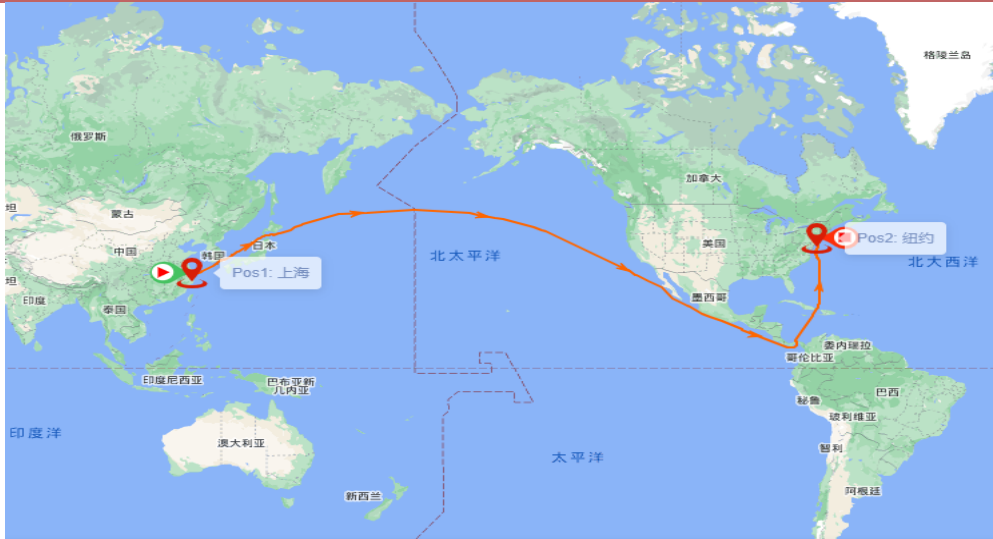 格陵兰岛
俄罗斯
加拿大
坦
蒙古
中国
韩国
日本
美国
Pos2: 纽约
北太平洋
北大西洋
Pos1: 上海
坦
印度
泰国
墨西哥
委内瑞拉
哥伦比亚
印度尼西亚
巴布亚新
几内亚
巴西
秘鲁
玻利维亚
印度洋
澳大利亚
太平洋
智利
新西兰
阿根廷